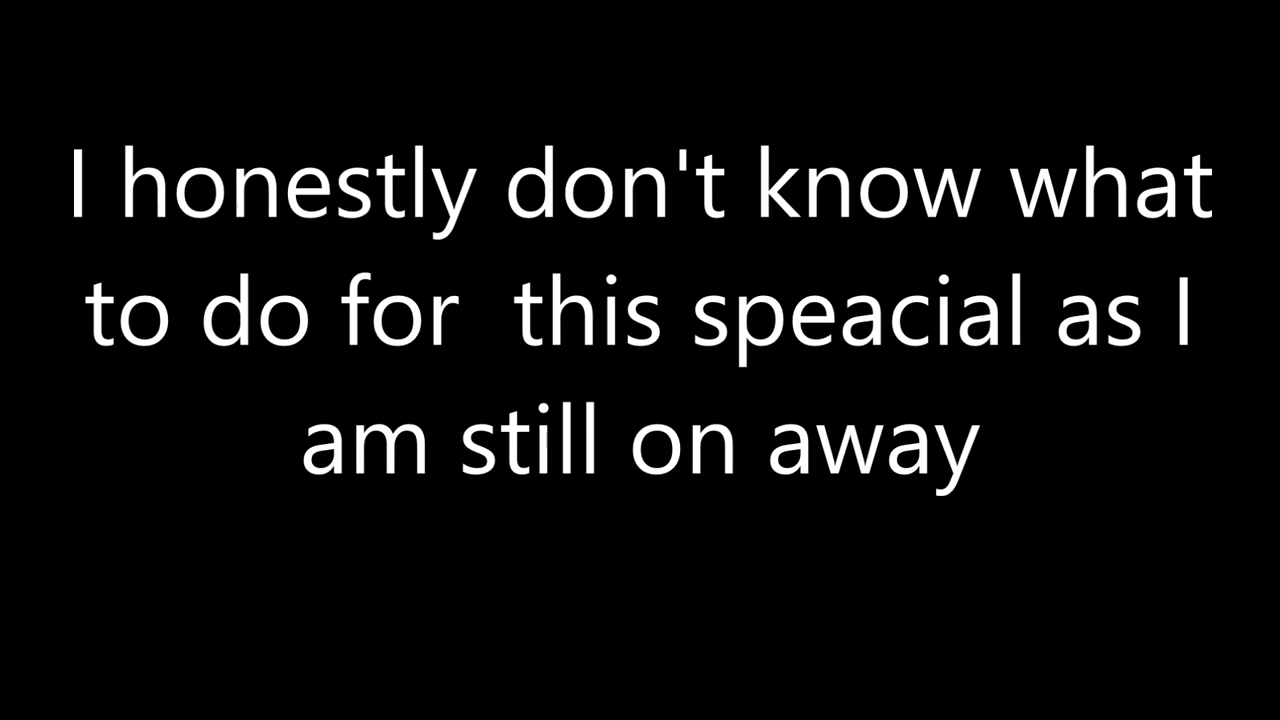 I honestly don't know what
to do for  this speacial as I
am still on away